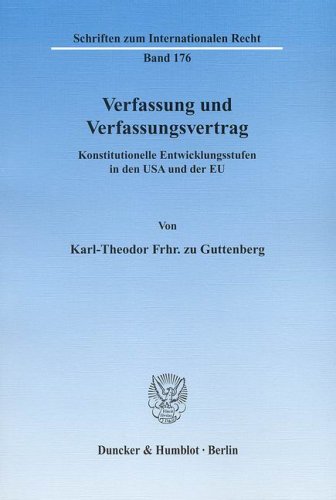 Schriften zum Internationalen Recht
Band 176
Verfassung und
Verfassungsvertrag
Konstitutionelle Entwicklungsstufen
in den USA und der EU
Von
Karl-Theodor Frhr. zu Guttenberg
Duncker & Humblot · Berlin